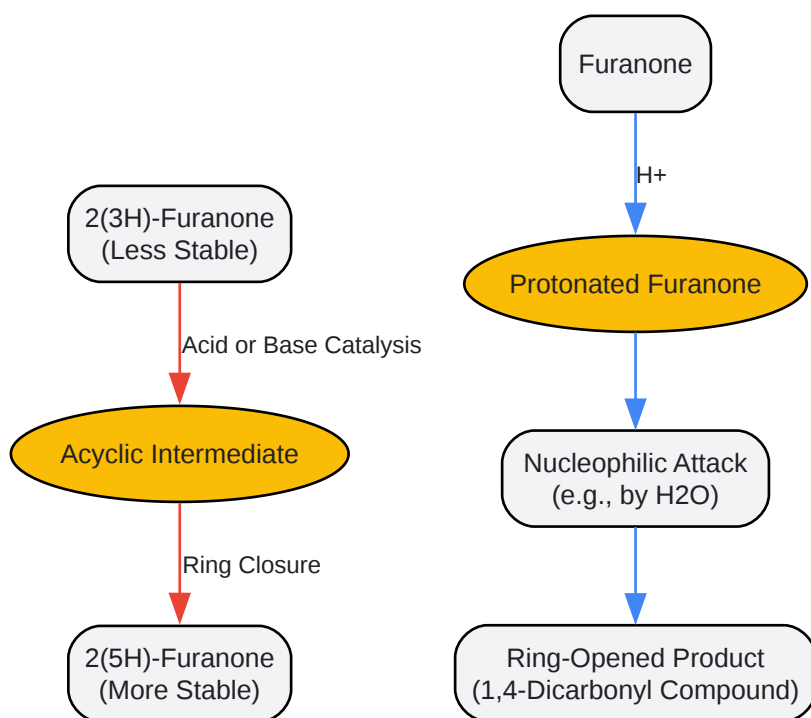 2(3H)-Furanone
(Less Stable)
Acid or Base Catalysis
Acyclic Intermediate
Ring Closure
2(5H)-Furanone
(More Stable)
Furanone
H+
Protonated Furanone
Nucleophilic Attack
(e.g., by H2O)
Ring-Opened Product
(1,4-Dicarbonyl Compound)